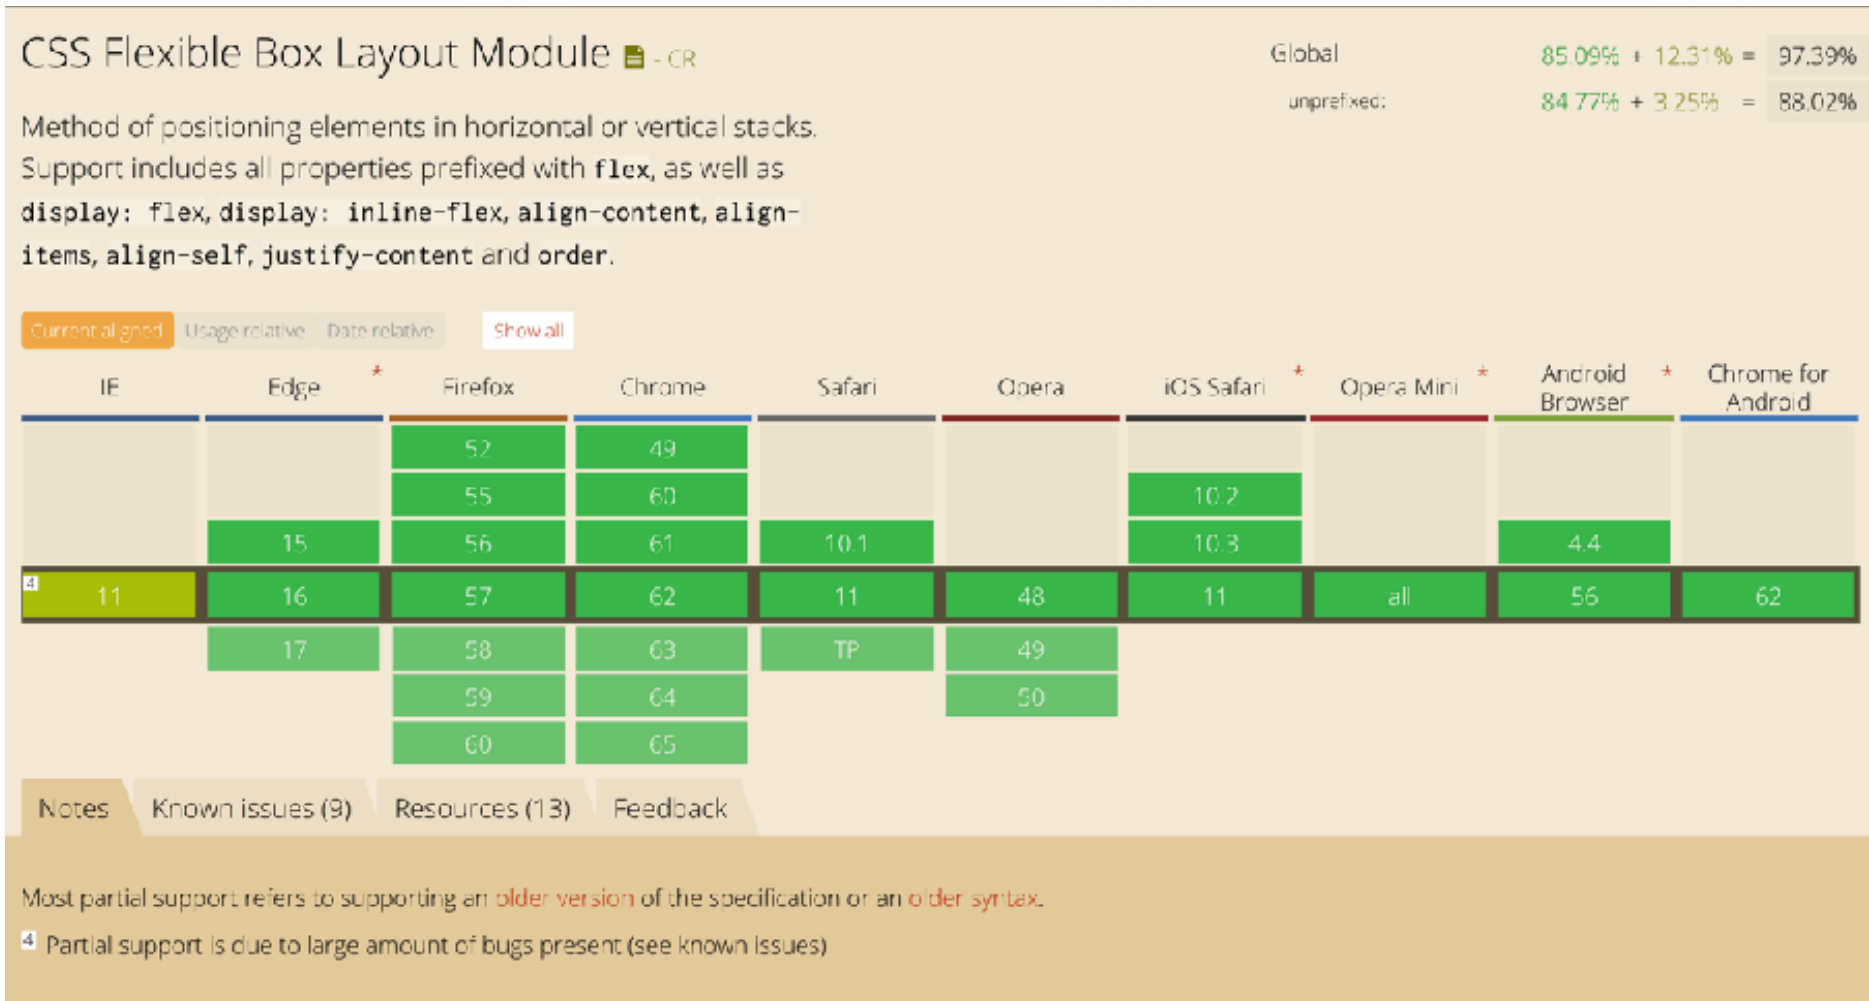 CSS Flexible Box Layout Module - CR
Global 85.09% + 12.31% = 97.39%
unprefixed: 84.77% + 3.25% = 88.02%
Method of positioning elements in horizontal or vertical stacks.
Support includes all properties prefixed with flex, as well as
display: flex, display: inline-flex, align-content, align-
items, align-self, justify-content and order.
Current aligned Usage relative Date relative Show all
IE Edge * Firefox Chrome Safari Opera iOS Safari * Opera Mini * Android Browser * Chrome for Android
52 49
55 60 10.2
15 56 61 10.1 10.3 4.4
4 11 16 57 62 11 48 11 all 56 62
17 58 63 TP 49
59 64 50
60 65
Notes Known issues (9) Resources (13) Feedback
Most partial support refers to supporting an older version of the specification or an older syntax.
4 Partial support is due to large amount of bugs present (see known issues)